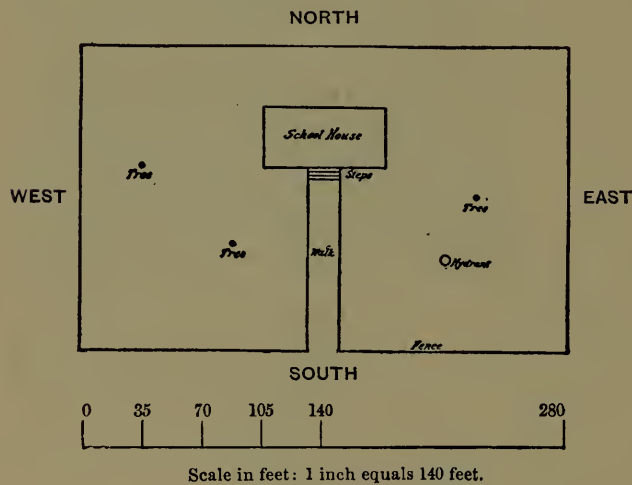 NORTH
School House
Steps
WEST
Tree
Tree
EAST
Tree
Walk
Hydrant
Fence
SOUTH
0 35 70 105 140 280
Scale in feet: 1 inch equals 140 feet.